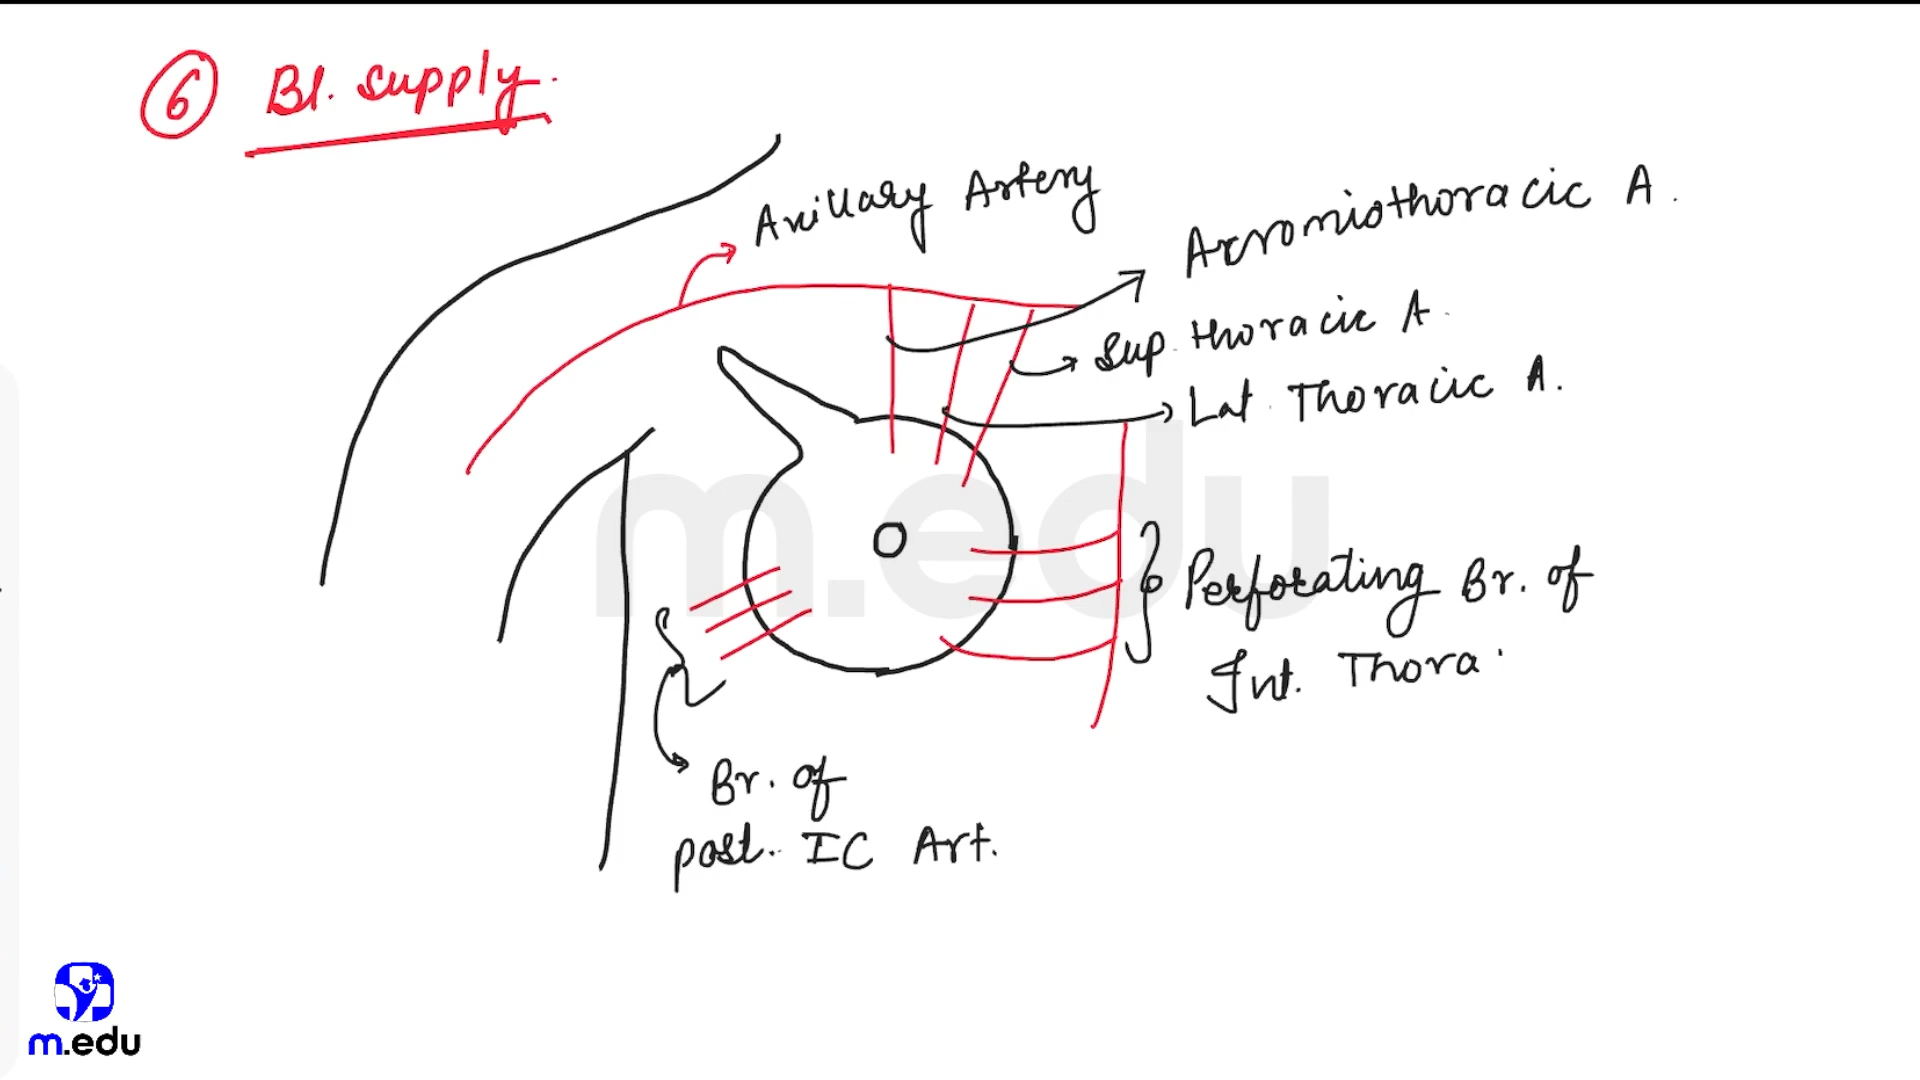 6 Bl. Supply.
Axillary Artery
Acromiothoracic A.
Sup. thoracic A.
Lat. Thoracic A.
m.edu
Perforating Br. of
Int. Thora
Br. of
post. IC Art.
m.edu